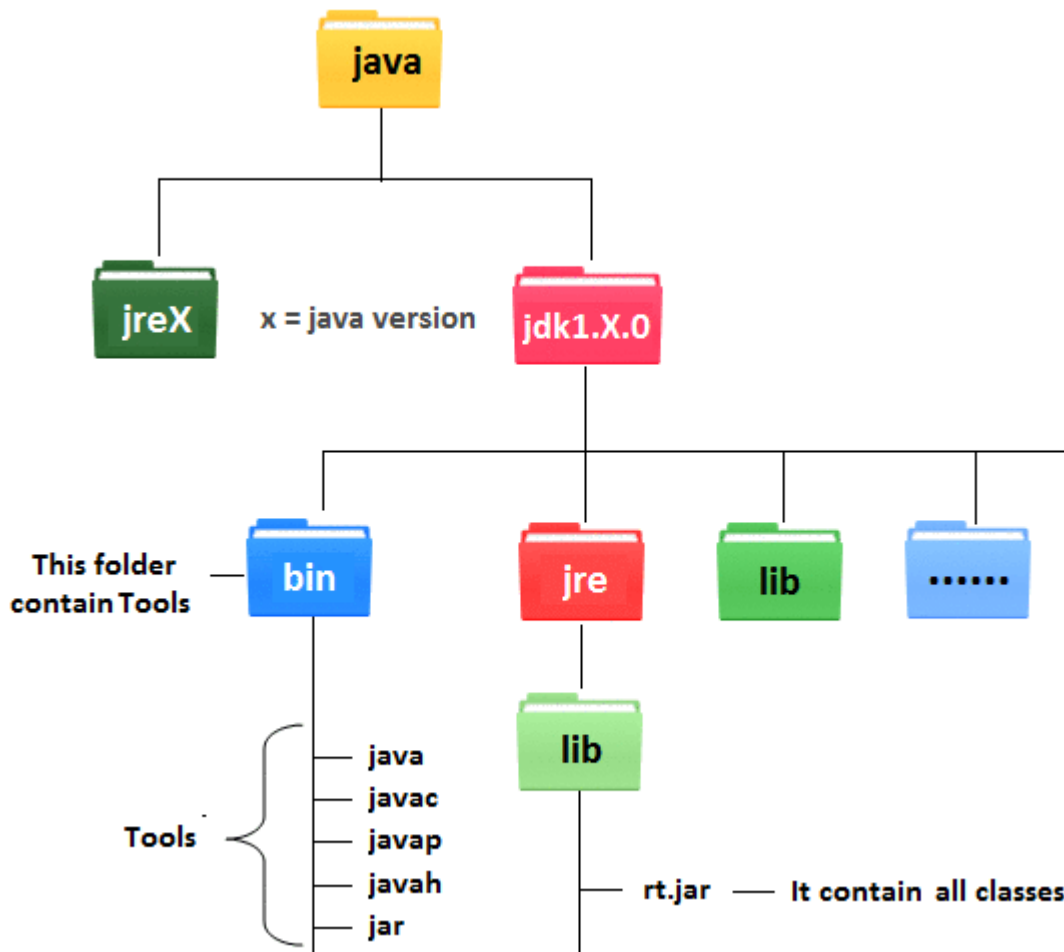 java
jreX
x = java version
jdk1.X.0
This folder
contain Tools
bin
jre
lib
......
lib
Tools
java
javac
javap
javah
jar
rt.jar
It contain all classes